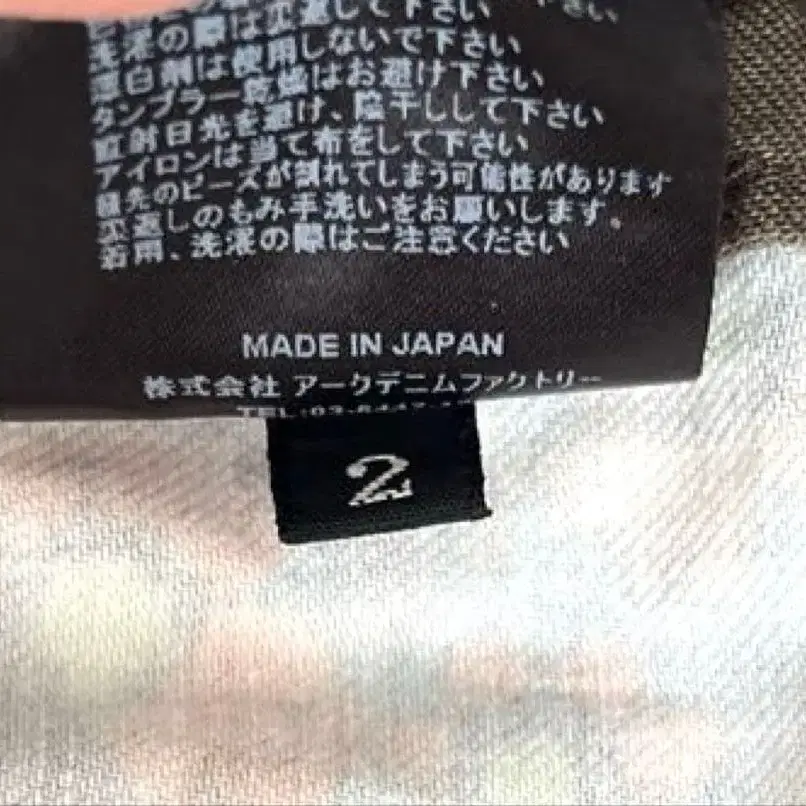 洗濯の際は裏返して下さい
漂白剤は使用しないで下さい
タンブラー乾燥はお避け下さい
直射日光を避け、陰干しして下さい
アイロンは当て布をして下さい
紐先のビーズが割れてしまう可能性があります
裏返しのもみ手洗いをお願いします。
着用、洗濯の際はご注意ください
MADE IN JAPAN
株式会社 アークデニムファクトリー
TEL:03-6447-
2